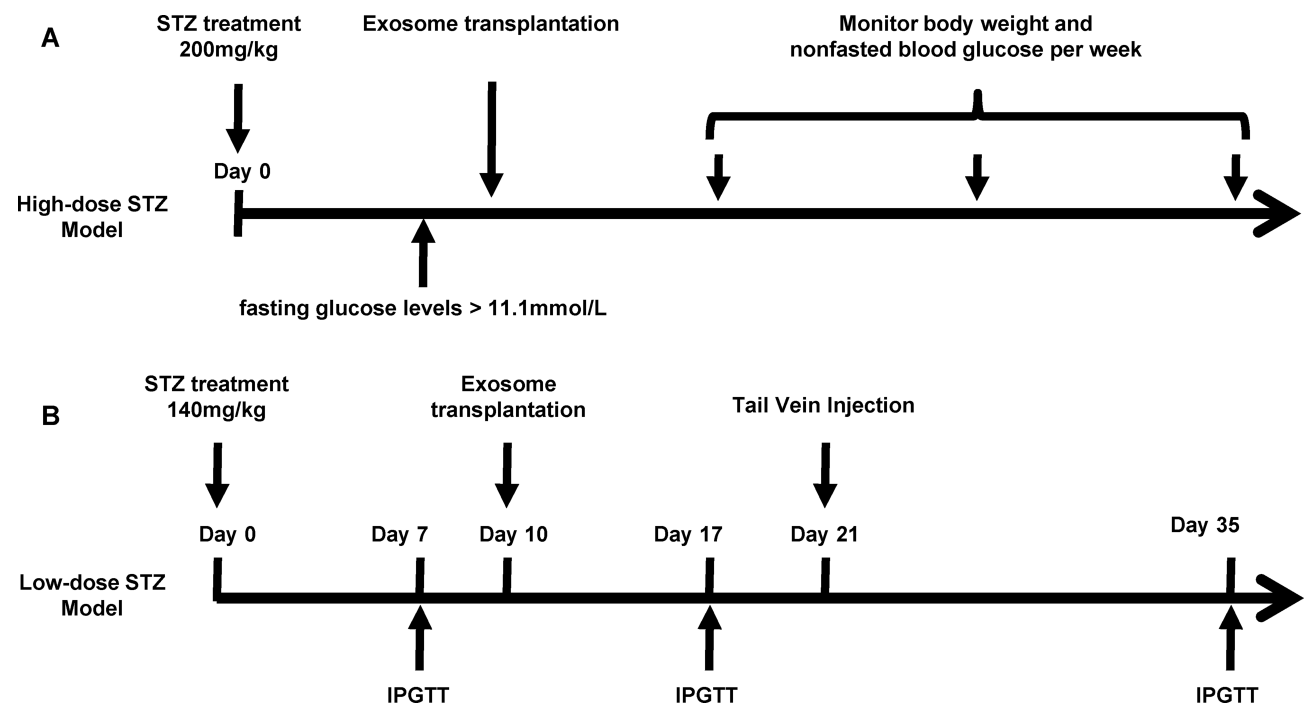 A
STZ treatment
200mg/kg
Exosome transplantation
Monitor body weight and
nonfasted blood glucose per week
Day 0
High-dose STZ
Model
fasting glucose levels > 11.1mmol/L
B
STZ treatment
140mg/kg
Exosome
transplantation
Tail Vein Injection
Day 0
Day 7
Day 10
Day 17
Day 21
Day 35
Low-dose STZ
Model
IPGTT
IPGTT
IPGTT